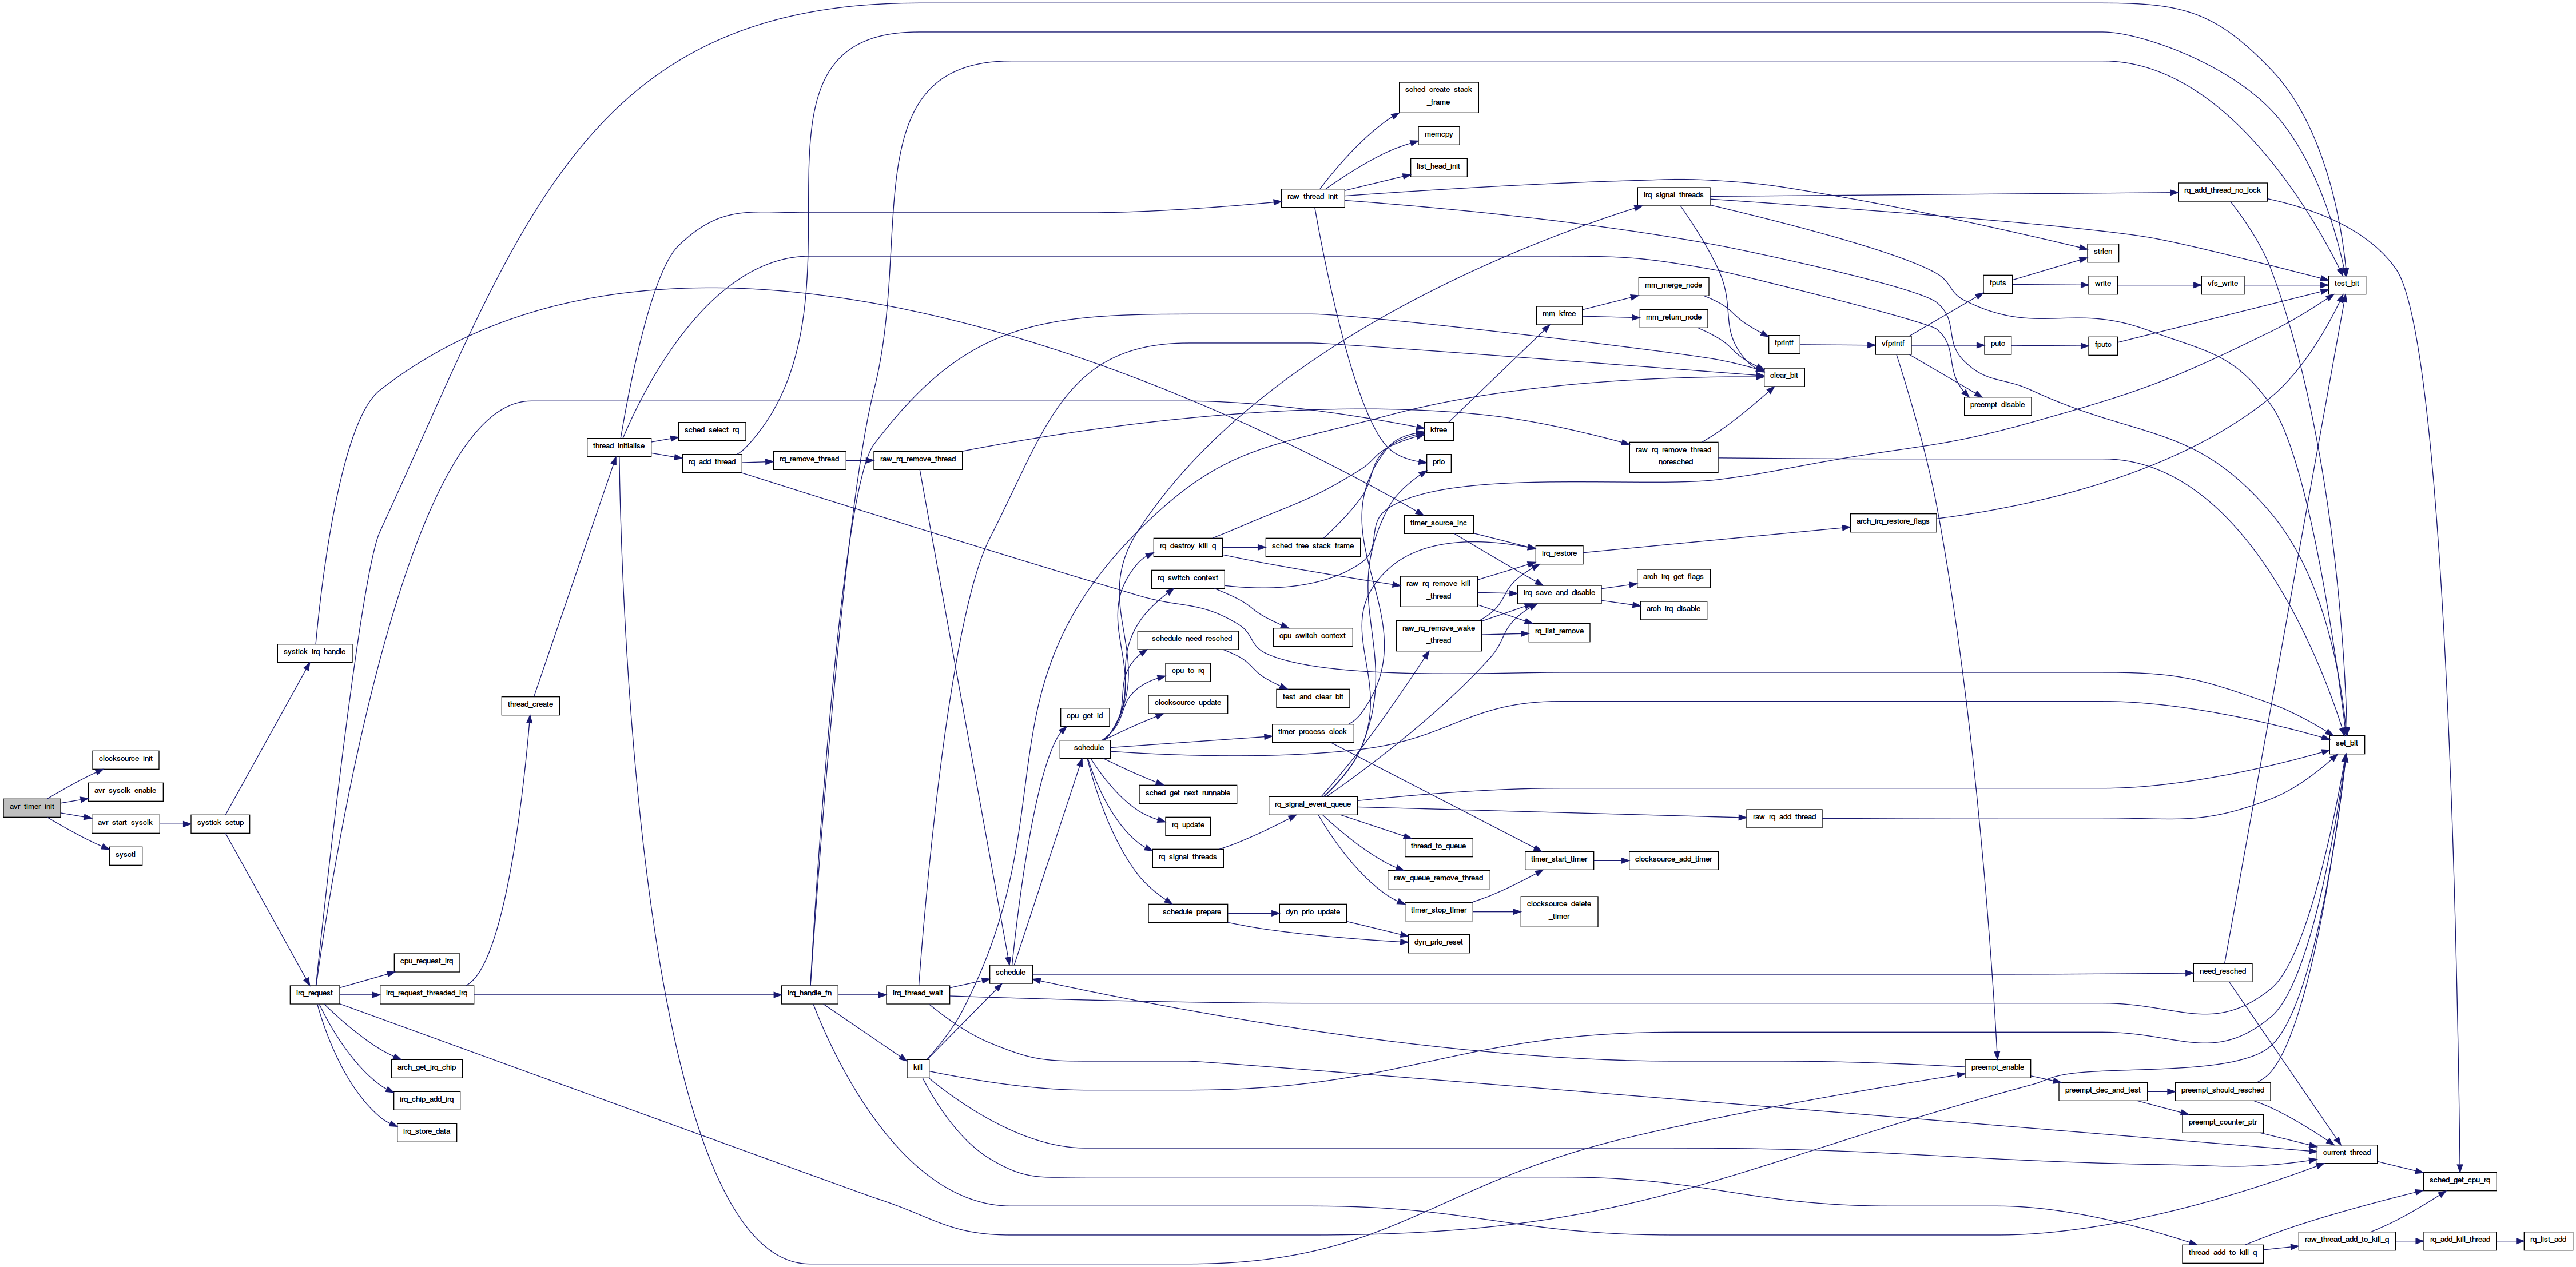 avr_timer_init
clocksource_init
avr_sysclk_enable
avr_start_sysclk
sysctl
systick_setup
systick_irq_handle
irq_request
cpu_request_irq
irq_request_threaded_irq
arch_get_irq_chip
irq_chip_add_irq
irq_store_data
thread_create
thread_initialise
sched_select_rq
rq_add_thread
rq_remove_thread
raw_rq_remove_thread
irq_handle_fn
irq_thread_wait
kill
schedule
cpu_get_id
__schedule
rq_destroy_kill_q
rq_switch_context
__schedule_need_resched
cpu_to_rq
clocksource_update
sched_get_next_runnable
rq_update
rq_signal_threads
__schedule_prepare
raw_thread_init
sched_free_stack_frame
cpu_switch_context
test_and_clear_bit
timer_process_clock
rq_signal_event_queue
dyn_prio_update
sched_create_stack
_frame
memcpy
list_head_init
kfree
prio
timer_source_inc
raw_rq_remove_kill
_thread
raw_rq_remove_wake
_thread
thread_to_queue
raw_queue_remove_thread
timer_stop_timer
dyn_prio_reset
mm_kfree
irq_restore
irq_save_and_disable
rq_list_remove
timer_start_timer
clocksource_delete
_timer
irq_signal_threads
mm_merge_node
mm_return_node
raw_rq_remove_thread
_noresched
arch_irq_get_flags
arch_irq_disable
clocksource_add_timer
fprintf
clear_bit
raw_rq_add_thread
vfprintf
arch_irq_restore_flags
fputs
putc
preempt_disable
preempt_enable
strlen
write
fputc
preempt_dec_and_test
rq_add_thread_no_lock
vfs_write
need_resched
preempt_should_resched
preempt_counter_ptr
thread_add_to_kill_q
test_bit
set_bit
current_thread
raw_thread_add_to_kill_q
sched_get_cpu_rq
rq_add_kill_thread
rq_list_add